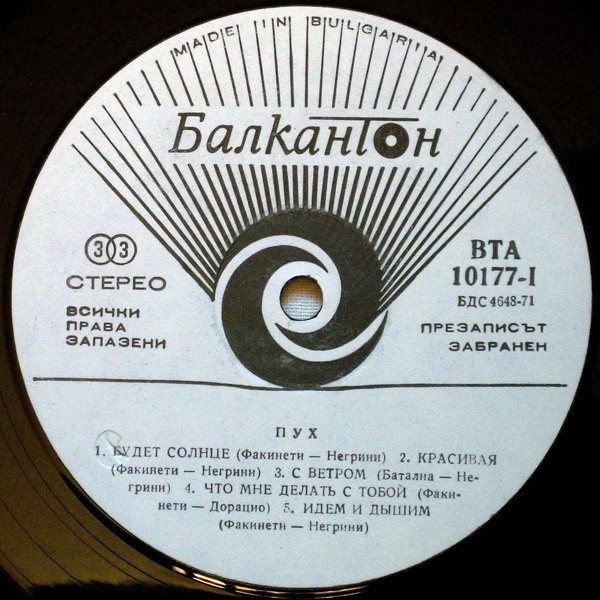 MADE IN BULGARIA
БалканТон
33
СТЕРЕО
ВСИЧКИ
ПРАВА
ЗАПАЗЕНИ
ВТА
10177-I
БДС 4648-71
ПРЕЗАПИСЪТ
ЗАБРАНЕН
ПУХ
1. БУДЕТ СОЛНЦЕ (Факинети — Негрини) 2. КРАСИВАЯ
(Факинети — Негрини) 3. С ВЕТРОМ (Баталиа — Не-
грини) 4. ЧТО МНЕ ДЕЛАТЬ С ТОБОЙ (Факи-
нети — Дорацио) 5. ИДЕМ И ДЫШИМ
(Факинети — Негрини)